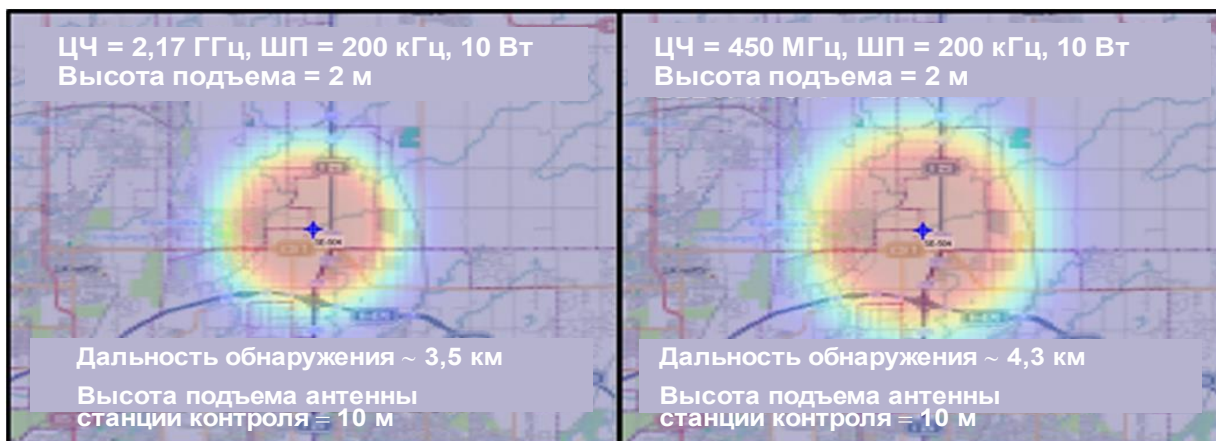 ЦЧ = 2,17 ГГц, ШП = 200 кГц, 10 Вт
Высота подъема = 2 м
Дальность обнаружения ~ 3,5 км
Высота подъема антенны
станции контроля = 10 м
ЦЧ = 450 МГц, ШП = 200 кГц, 10 Вт
Высота подъема = 2 м
Дальность обнаружения ~ 4,3 км
Высота подъема антенны
станции контроля = 10 м